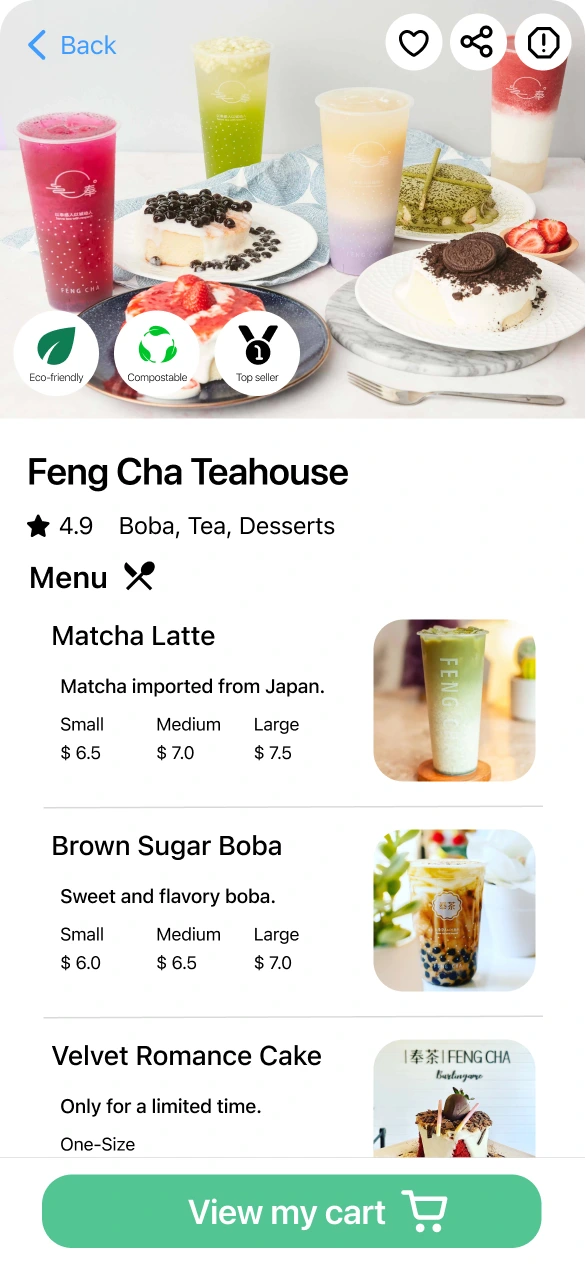 Back
FENG CHA
Eco-friendly
Compostable
1
Top seller
Feng Cha Teahouse
4.9 Boba, Tea, Desserts
Menu
Matcha Latte
Matcha imported from Japan.
Small Medium Large
$ 6.5 $ 7.0 $ 7.5
FENG CHA
Brown Sugar Boba
Sweet and flavory boba.
Small Medium Large
$ 6.0 $ 6.5 $ 7.0
奉茶
Velvet Romance Cake
Only for a limited time.
One-Size
|奉茶|FENG CHA
Burlingame
View my cart